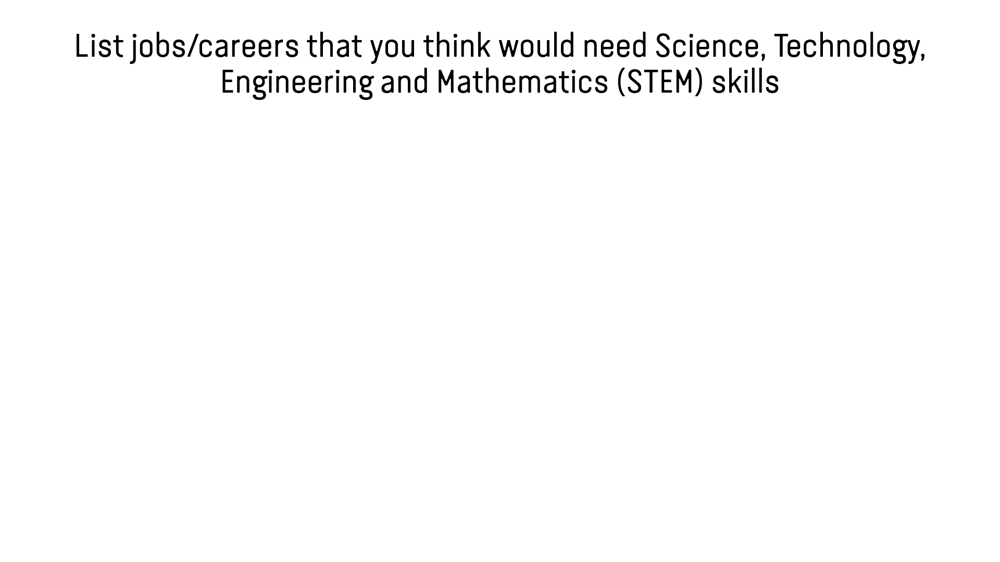 List jobs/careers that you think would need Science, Technology,
Engineering and Mathematics (STEM) skills